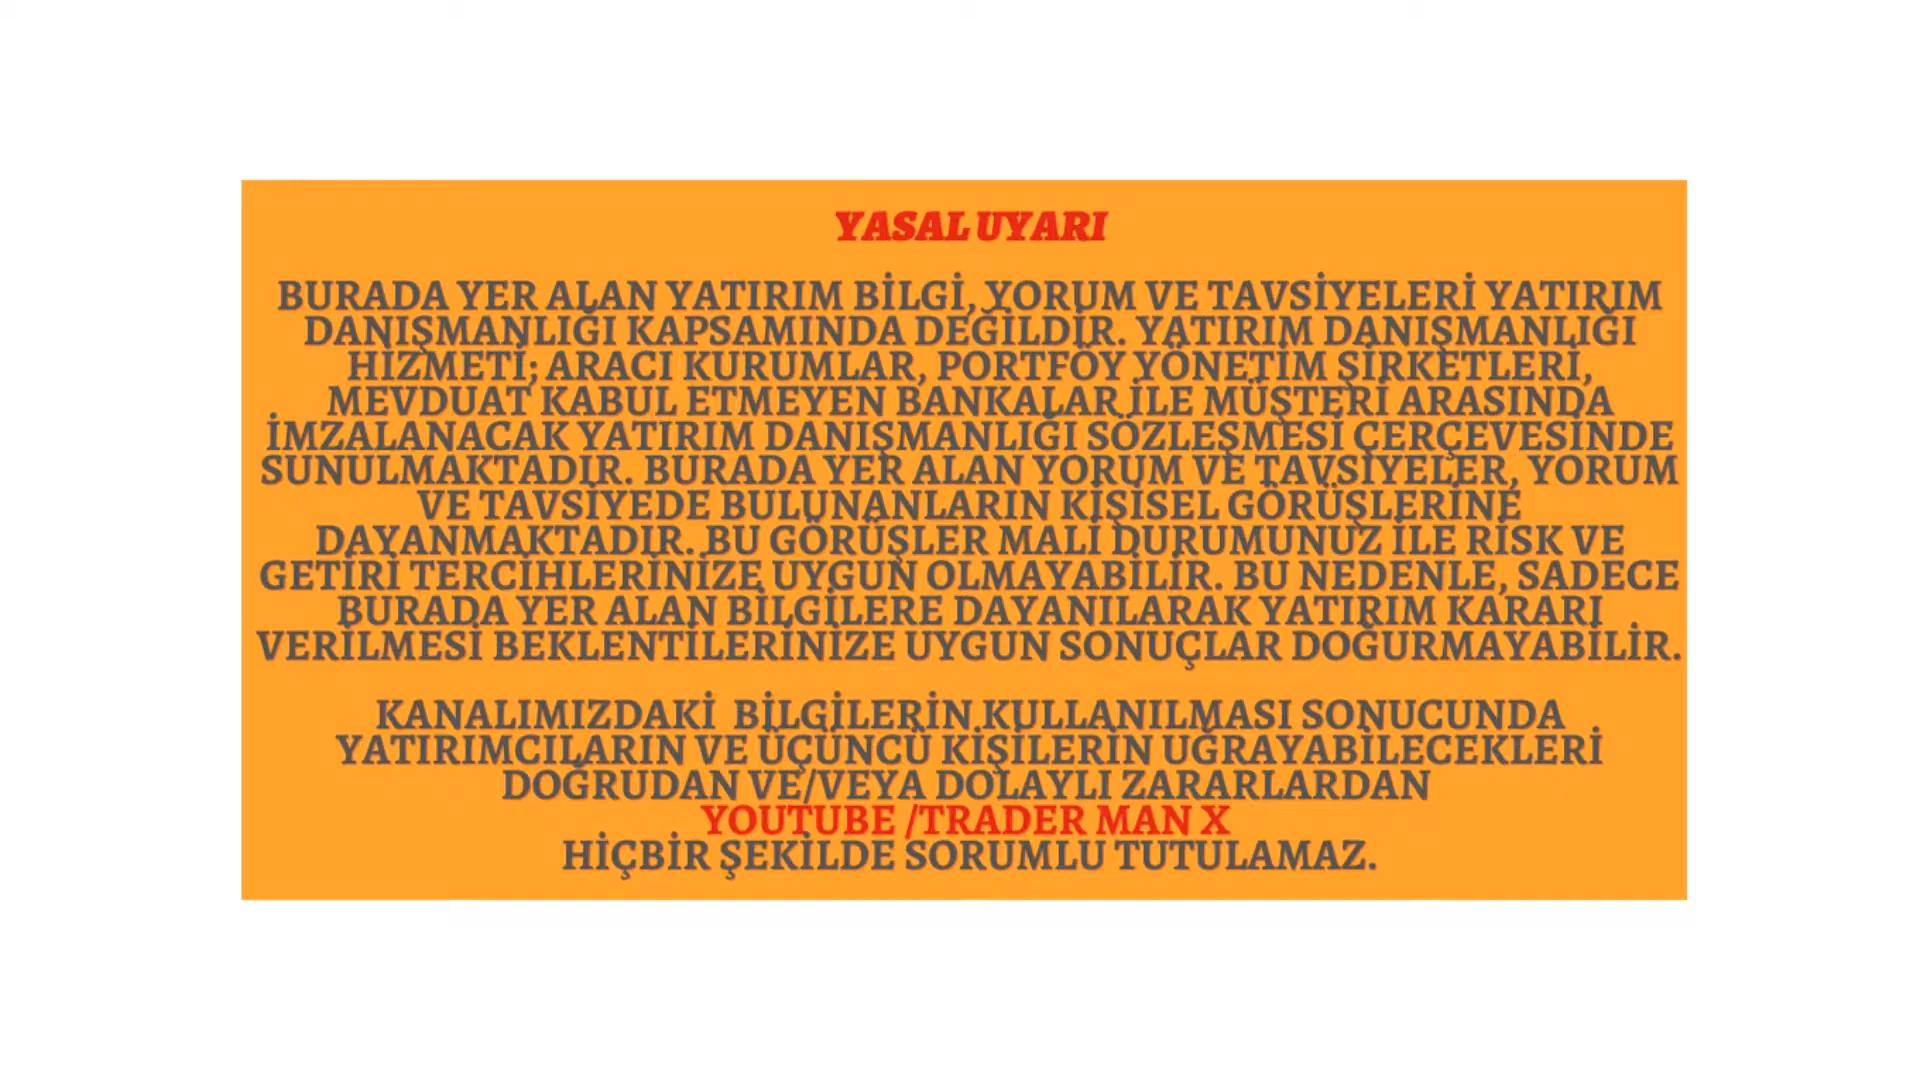 YASAL UYARI
BURADA YER ALAN YATIRIM BİLGİ, YORUM VE TAVSİYELERİ YATIRIM
DANIŞMANLIĞI KAPSAMINDA DEĞİLDİR. YATIRIM DANIŞMANLIĞI
HİZMETİ; ARACI KURUMLAR, PORTFÖY YÖNETİM ŞİRKETLERİ,
MEVDUAT KABUL ETMEYEN BANKALAR İLE MÜŞTERİ ARASINDA
İMZALANACAK YATIRIM DANIŞMANLIĞI SÖZLEŞMESİ ÇERÇEVESİNDE
SUNULMAKTADIR. BURADA YER ALAN YORUM VE TAVSİYELER, YORUM
VE TAVSİYEDE BULUNANLARIN KİŞİSEL GÖRÜŞLERİNE
DAYANMAKTADIR. BU GÖRÜŞLER MALİ DURUMUNUZ İLE RİSK VE
GETİRİ TERCİHLERİNİZE UYGUN OLMAYABİLİR. BU NEDENLE, SADECE
BURADA YER ALAN BİLGİLERE DAYANILARAK YATIRIM KARARI
VERİLMESİ BEKLENTİLERİNİZE UYGUN SONUÇLAR DOĞURMAYABİLİR.
KANALIMIZDAKİ BİLGİLERİN KULLANILMASI SONUCUNDA
YATIRIMCILARIN VE ÜÇÜNCÜ KİŞİLERİN UĞRAYABİLECEKLERİ
DOĞRUDAN VE/VEYA DOLAYLI ZARARLARDAN
YOUTUBE /TRADER MAN X
HİÇBİR ŞEKİLDE SORUMLU TUTULAMAZ.